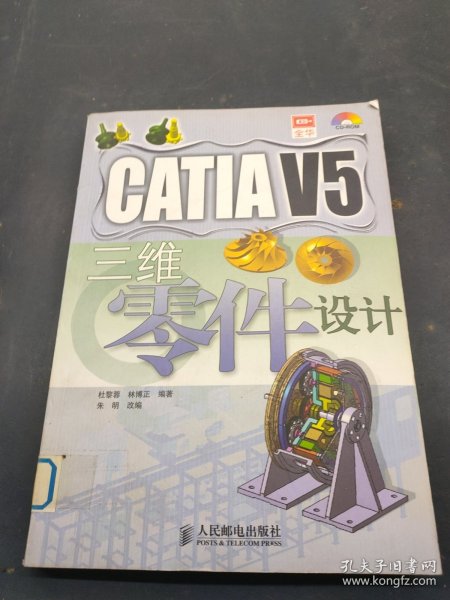 全华
CD-ROM
CATIA V5
三维
零件设计
杜黎蓉 林博正 编著
朱明 改编
人民邮电出版社
POSTS & TELECOM PRESS
孔夫子旧书网
www.kongfz.com